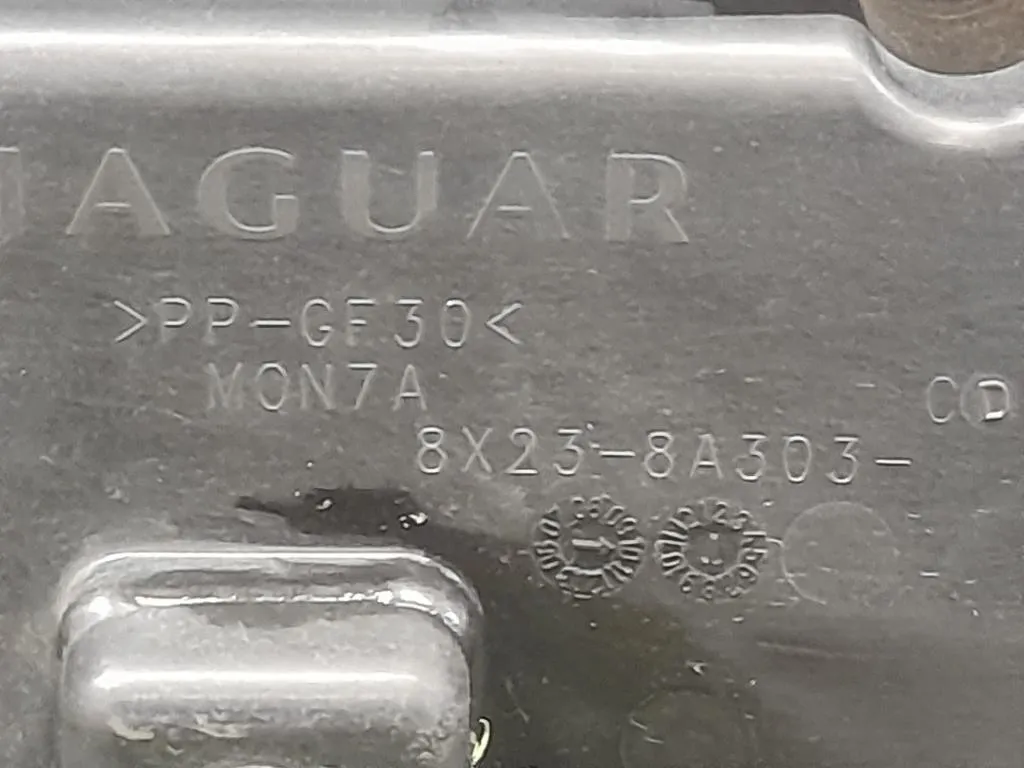 JAGUAR
>PP-GF30<
MON7A
CD
8X23-8A303-